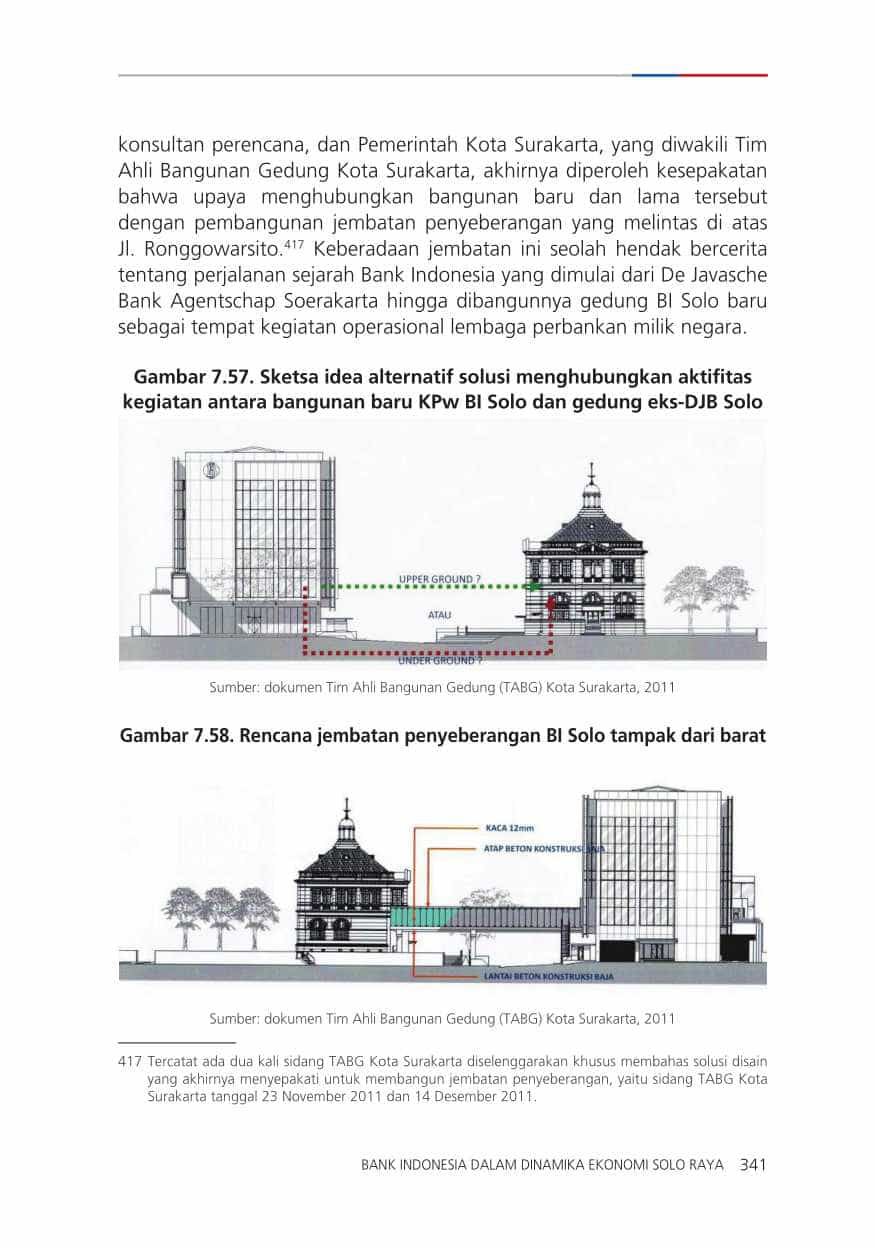 konsultan perencana, dan Pemerintah Kota Surakarta, yang diwakili Tim
Ahli Bangunan Gedung Kota Surakarta, akhirnya diperoleh kesepakatan
bahwa upaya menghubungkan bangunan baru dan lama tersebut
dengan pembangunan jembatan penyeberangan yang melintas di atas
Jl. Ronggowarsito.⁴¹⁷ Keberadaan jembatan ini seolah hendak bercerita
tentang perjalanan sejarah Bank Indonesia yang dimulai dari De Javasche
Bank Agentschap Soerakarta hingga dibangunnya gedung BI Solo baru
sebagai tempat kegiatan operasional lembaga perbankan milik negara.
Gambar 7.57. Sketsa idea alternatif solusi menghubungkan aktifitas
kegiatan antara bangunan baru KPw BI Solo dan gedung eks-DJB Solo
UPPER GROUND ?
ATAU
UNDER GROUND ?
Sumber: dokumen Tim Ahli Bangunan Gedung (TABG) Kota Surakarta, 2011
Gambar 7.58. Rencana jembatan penyeberangan BI Solo tampak dari barat
KACA 12mm
ATAP BETON KONSTRUKSI BAJA
LANTAI BETON KONSTRUKSI BAJA
Sumber: dokumen Tim Ahli Bangunan Gedung (TABG) Kota Surakarta, 2011
417 Tercatat ada dua kali sidang TABG Kota Surakarta diselenggarakan khusus membahas solusi disain
yang akhirnya menyepakati untuk membangun jembatan penyeberangan, yaitu sidang TABG Kota
Surakarta tanggal 23 November 2011 dan 14 Desember 2011.
BANK INDONESIA DALAM DINAMIKA EKONOMI SOLO RAYA 341